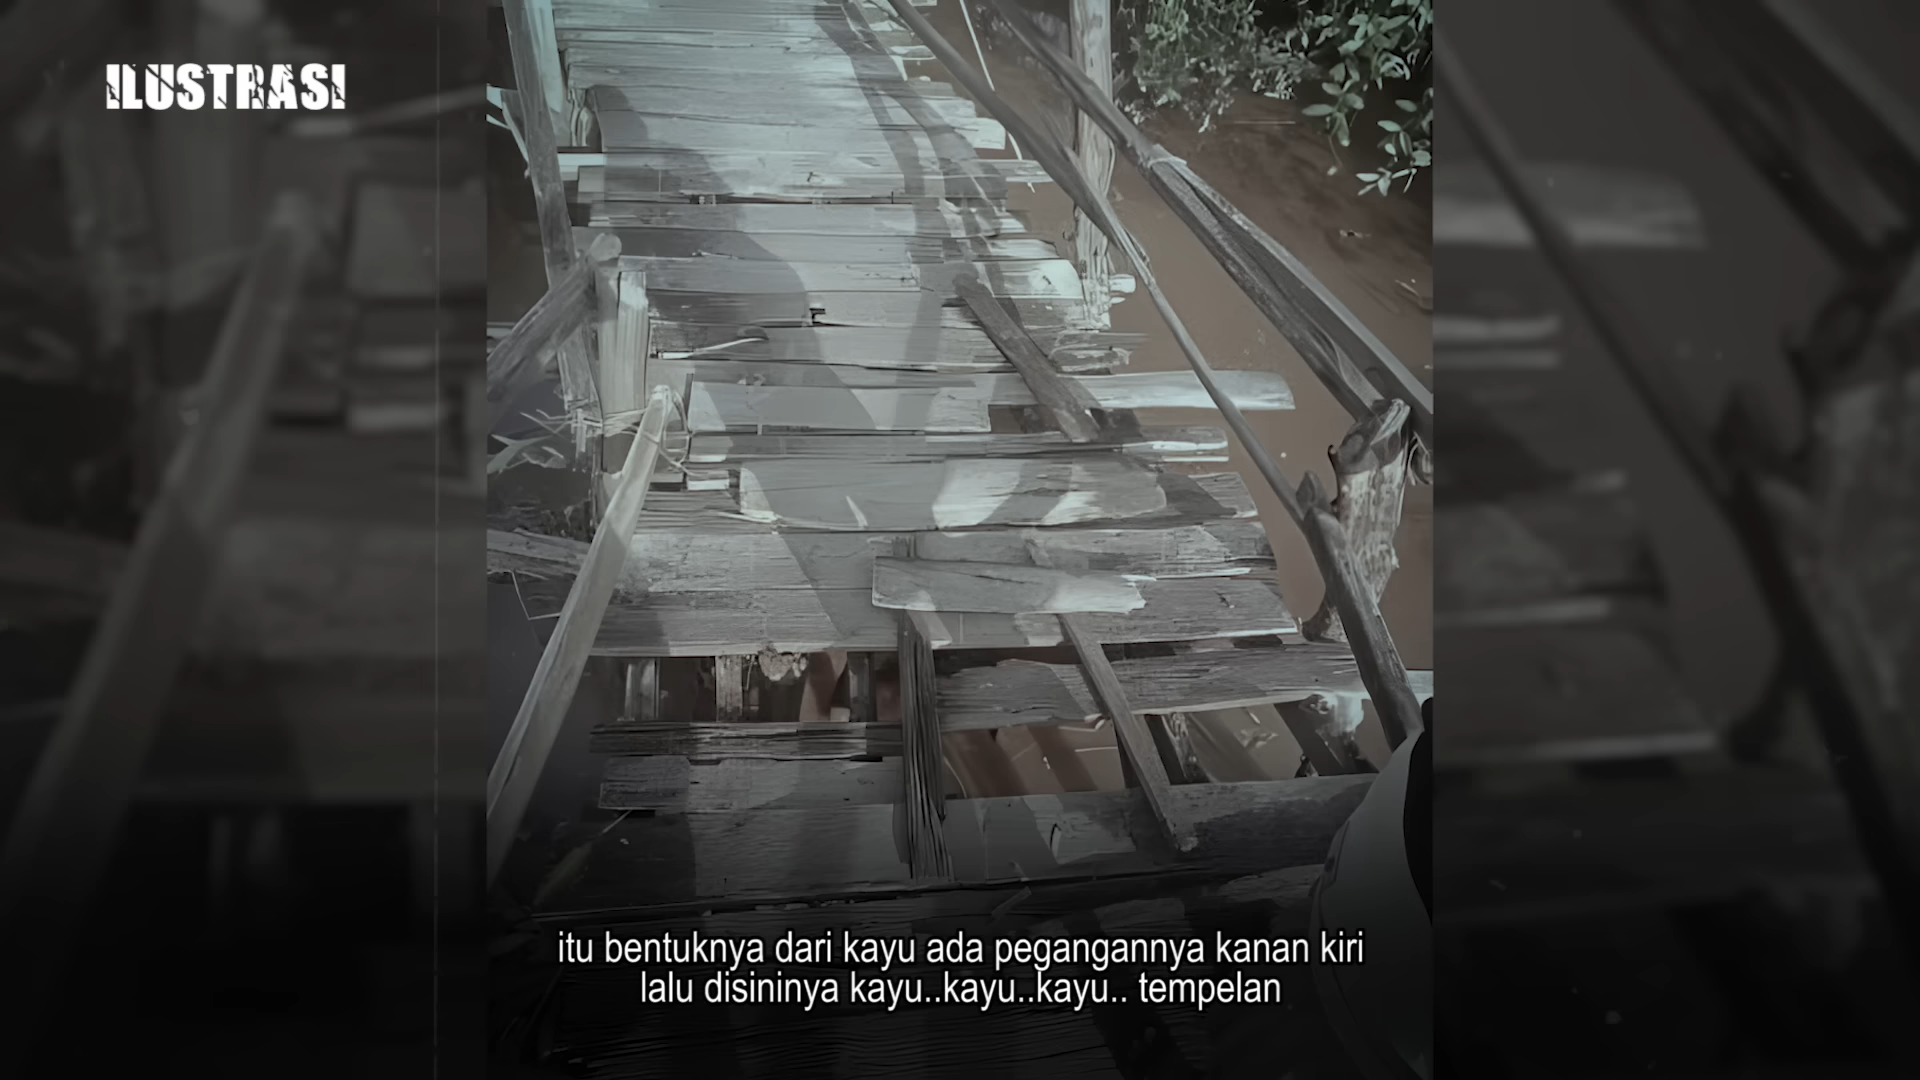 ILUSTRASI
itu bentuknya dari kayu ada pegangannya kanan kiri
lalu disininya kayu..kayu..kayu.. tempelan